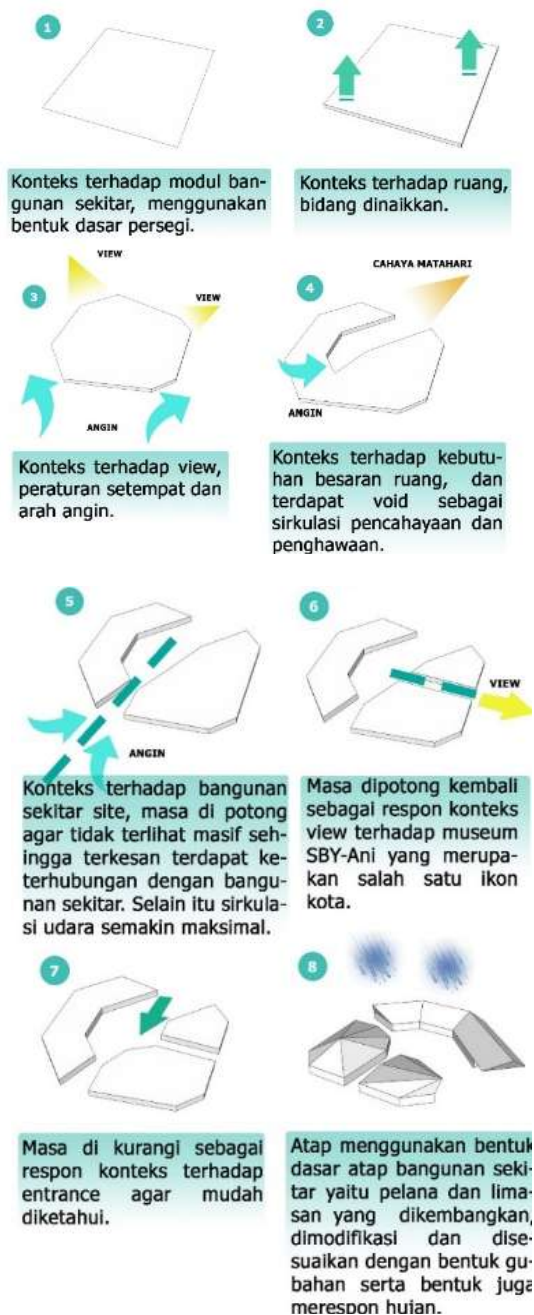 1
2
Konteks terhadap modul ban-
gunan sekitar, menggunakan
bentuk dasar persegi.
Konteks terhadap ruang,
bidang dinaikkan.
3
VIEW
VIEW
ANGIN
Konteks terhadap view,
peraturan setempat dan
arah angin.
4
CAHAYA MATAHARI
ANGIN
Konteks terhadap kebutu-
han besaran ruang, dan
terdapat void sebagai
sirkulasi pencahayaan dan
penghawaan.
5
ANGIN
Konteks terhadap bangunan
sekitar site, masa di potong
agar tidak terlihat masif seh-
ingga terkesan terdapat ke-
terhubungan dengan bangu-
nan sekitar. Selain itu sirkula-
si udara semakin maksimal.
6
VIEW
Masa dipotong kembali
sebagai respon konteks
view terhadap museum
SBY-Ani yang merupa-
kan salah satu ikon
kota.
7
Masa di kurangi sebagai
respon konteks terhadap
entrance agar mudah
diketahui.
8
Atap menggunakan bentuk
dasar atap bangunan seki-
tar yaitu pelana dan lima-
san yang dikembangkan,
dimodifikasi dan dise-
suaikan dengan bentuk gu-
bahan serta bentuk juga
merespon hujan.